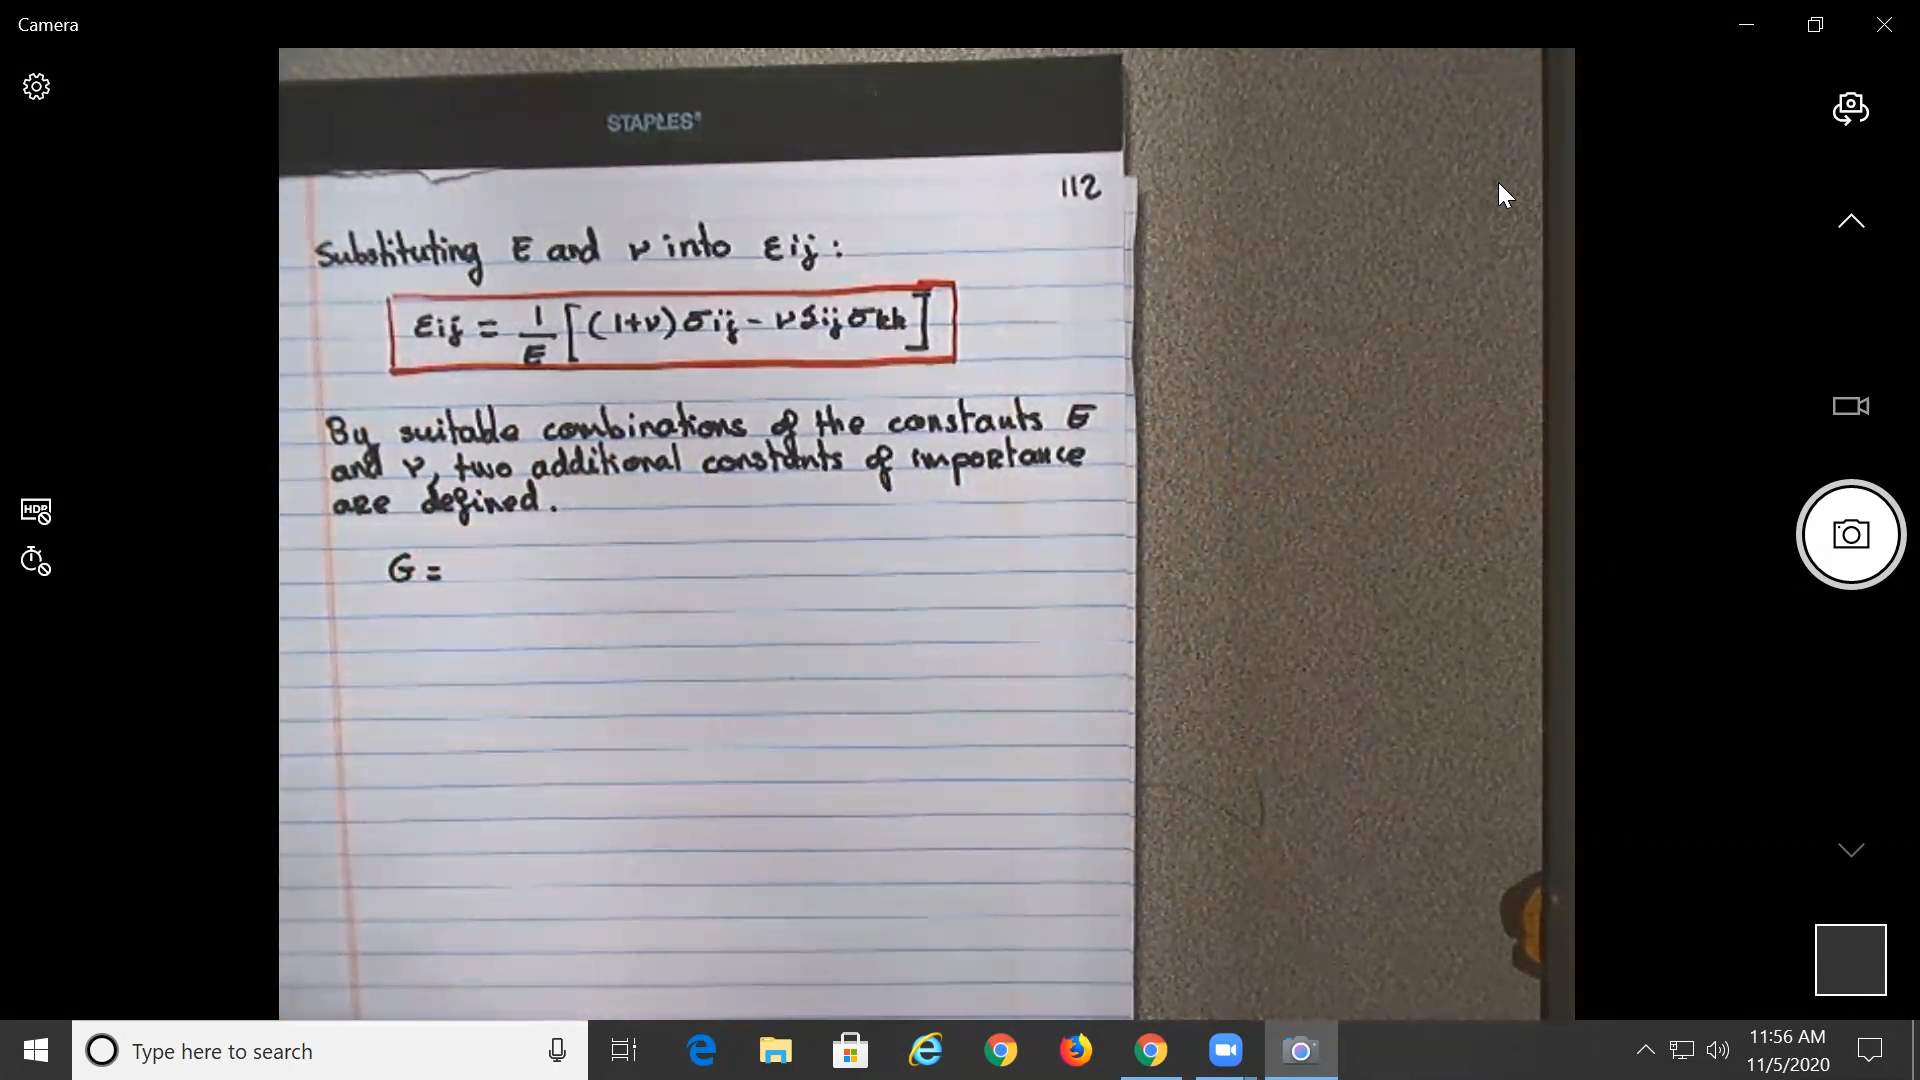 Camera
STAPLES®
112
Substituting E and ν into εij :
εij = 1/E [(1+ν) σij - ν δij σkk]
By suitable combinations of the constants E
and ν, two additional constants of importance
are defined.
G =
HDR
Type here to search
11:56 AM
11/5/2020